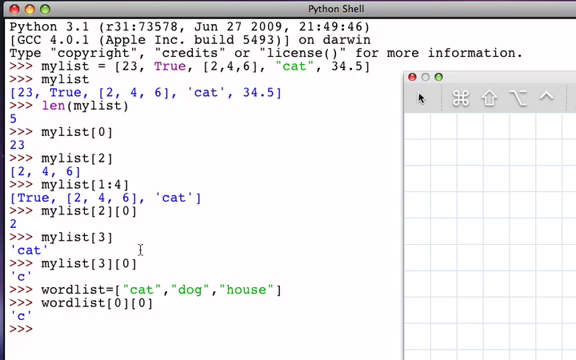 Python Shell
Python 3.1 (r31:73578, Jun 27 2009, 21:49:46)
[GCC 4.0.1 (Apple Inc. build 5493)] on darwin
Type "copyright", "credits" or "license()" for more information.
>>> mylist = [23, True, [2,4,6], "cat", 34.5]
>>> mylist
[23, True, [2, 4, 6], 'cat', 34.5]
>>> len(mylist)
5
>>> mylist[0]
23
>>> mylist[2]
[2, 4, 6]
>>> mylist[1:4]
[True, [2, 4, 6], 'cat']
>>> mylist[2][0]
2
>>> mylist[3]
'cat'
>>> mylist[3][0]
'c'
>>> wordlist=["cat","dog","house"]
>>> wordlist[0][0]
'c'
>>>